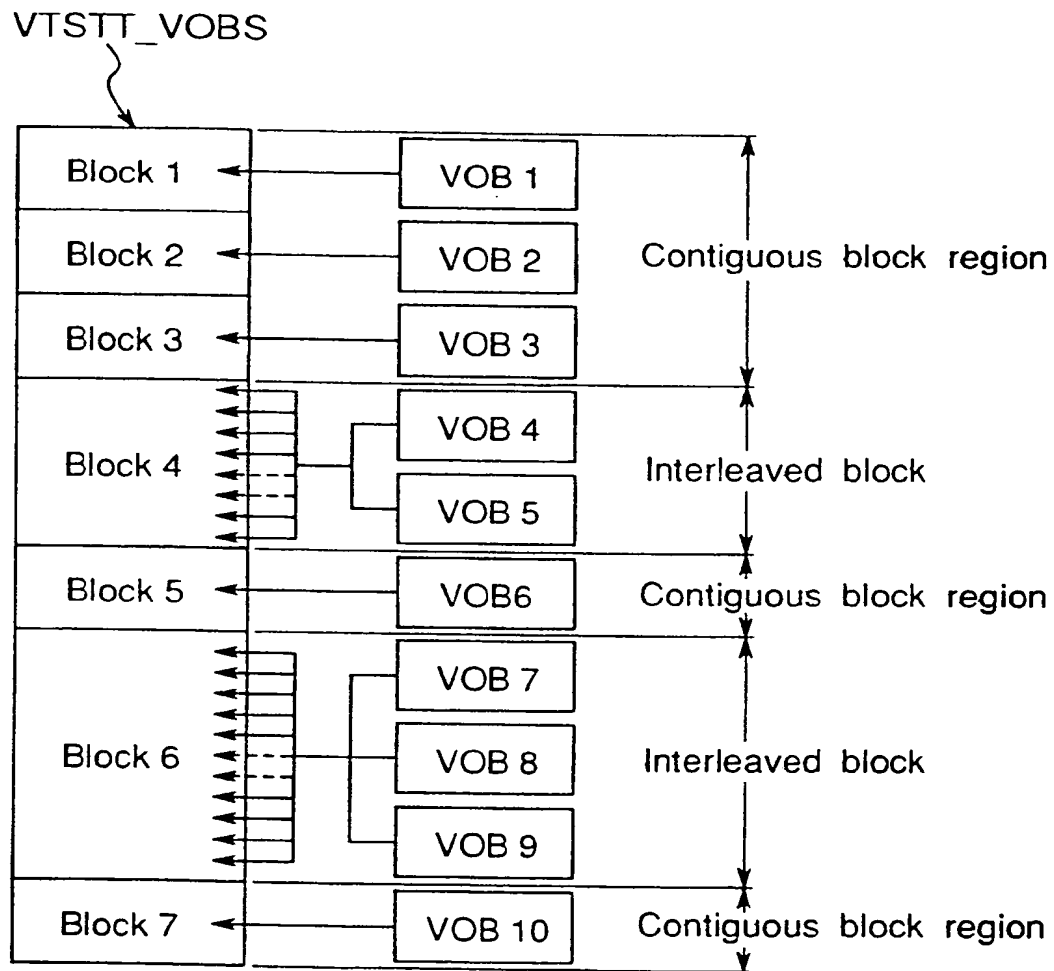 VTSTT_VOBS
Block 1
VOB 1
Block 2
VOB 2
Contiguous block region
Block 3
VOB 3
Block 4
VOB 4
Interleaved block
VOB 5
Block 5
VOB6
Contiguous block region
Block 6
VOB 7
VOB 8
Interleaved block
VOB 9
Block 7
VOB 10
Contiguous block region